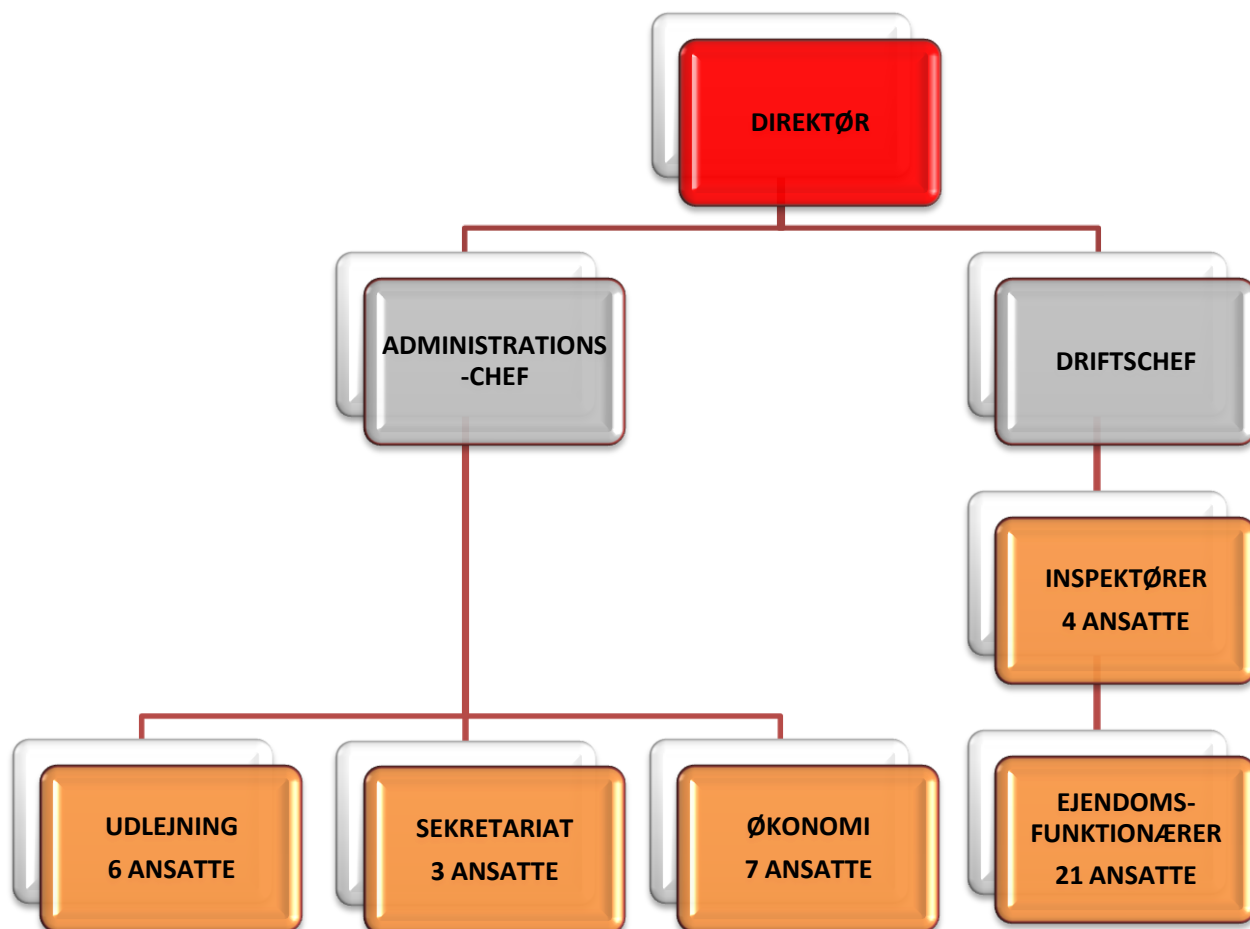 DIREKTØR
ADMINISTRATIONS
-CHEF
DRIFTSCHEF
INSPEKTØRER
4 ANSATTE
UDLEJNING
6 ANSATTE
SEKRETARIAT
3 ANSATTE
ØKONOMI
7 ANSATTE
EJENDOMS-
FUNKTIONÆRER
21 ANSATTE